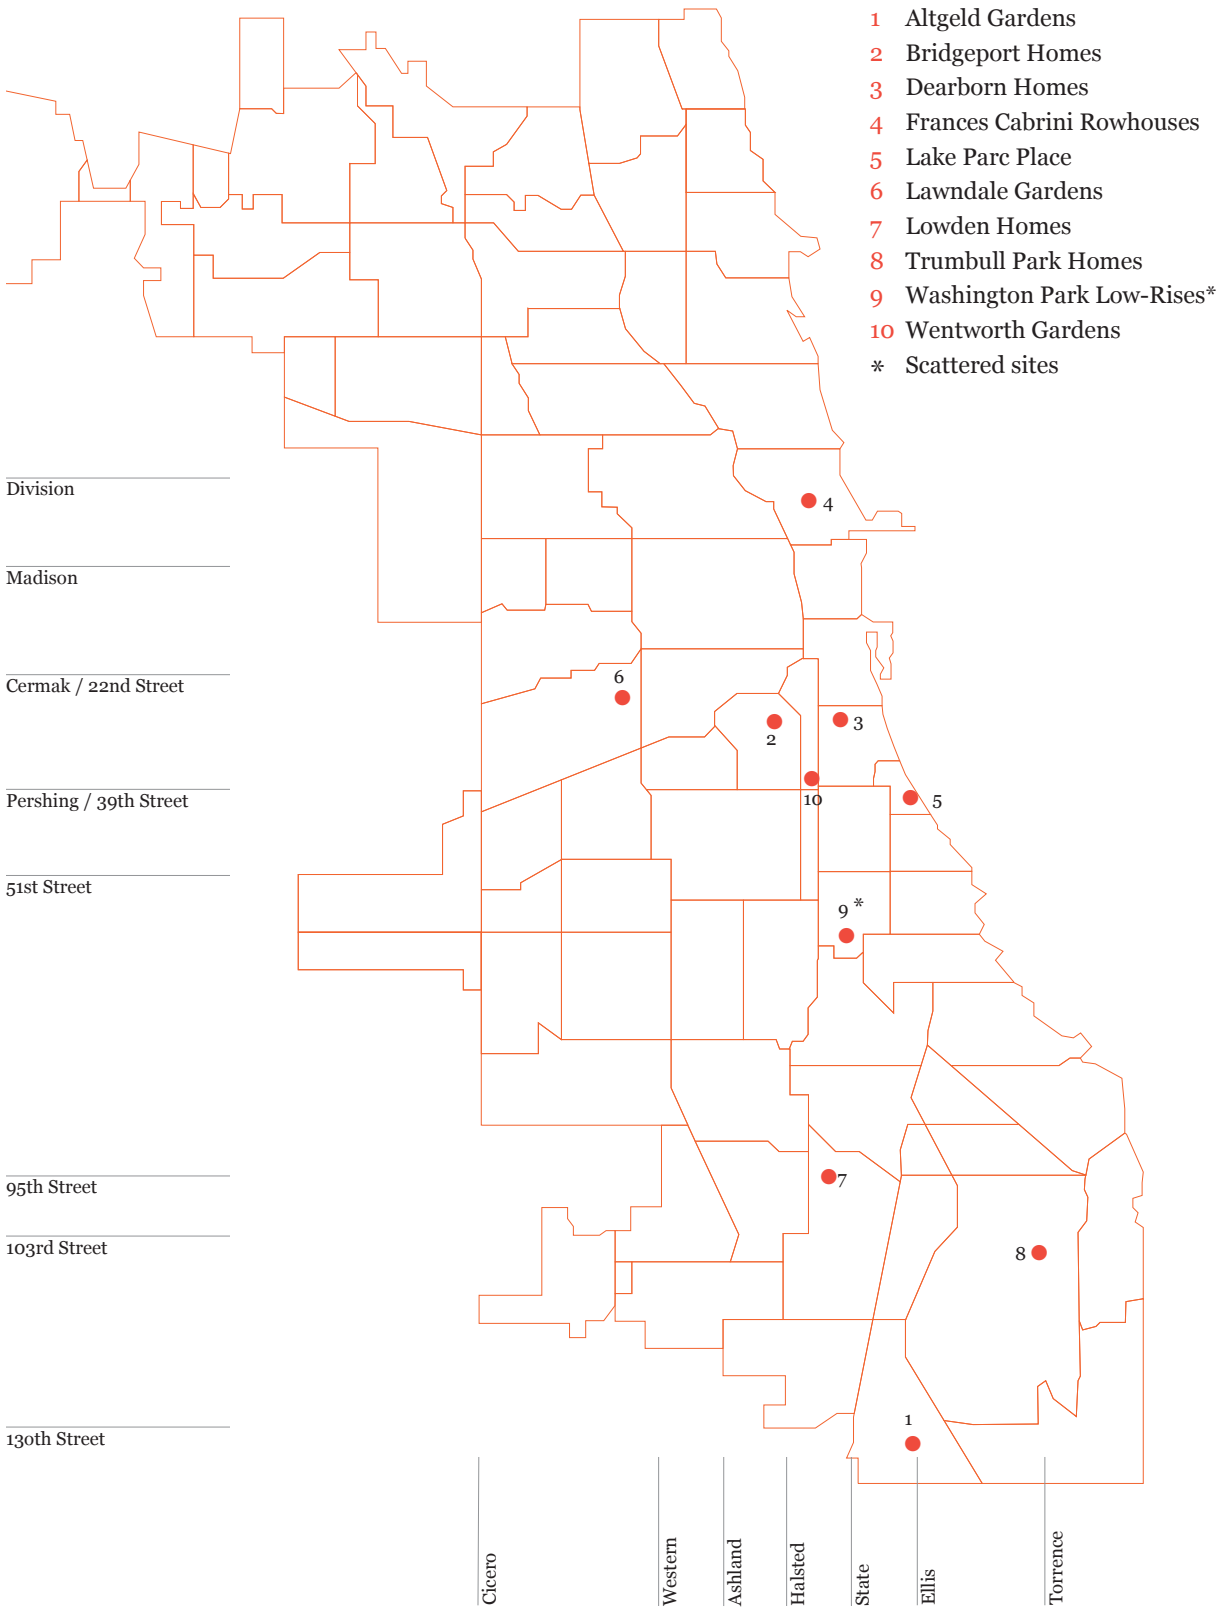 1 Altgeld Gardens
2 Bridgeport Homes
3 Dearborn Homes
4 Frances Cabrini Rowhouses
5 Lake Parc Place
6 Lawndale Gardens
7 Lowden Homes
8 Trumbull Park Homes
9 Washington Park Low-Rises*
10 Wentworth Gardens
* Scattered sites
Division
4
Madison
Cermak / 22nd Street
6
3
2
Pershing / 39th Street
10
5
51st Street
9 *
95th Street
7
103rd Street
8
130th Street
1
Cicero
Western
Ashland
Halsted
State
Ellis
Torrence